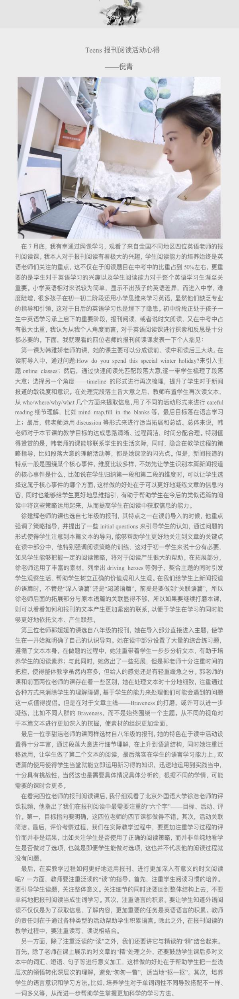 Teens 报刊阅读活动心得
——倪青
在 7 月底，我有幸通过网课学习，观看了来自全国不同地区四位英语老师的报
刊阅读课。我本人对于报刊阅读有着极大的兴趣，学生阅读能力的培养始终是英
语老师们关注的重点，这不仅在于阅读题目在中考中的比重占到 50%左右，更重
要的是学生对于英语学习的兴趣以及学生阅读能力对于整个英语学习生涯至关
重要。小学英语相对来说较为简单，显示不出孩子的英语差异，而进入中学，难
度陡增，很多孩子在初一初二阶段还用小学思维来学习英语，显然他们缺乏专业
的指导和引领，这对于日后的英语学习也是埋下了隐患。初中阶段正处于孩子一
生中英语学习承上启下的重要阶段，报刊阅读，或者说时文阅读，又在中考中占
有很大比重，我认为从我个人角度而言，对于英语阅读课进行探索和反思是十分
都必要的。下面，我就观看的四位老师的报刊阅读课发表一下个人拙见：
第一课为韩雅娇老师的课，她的课主要可以分成读前、读中和读后三大块。在
读前导入中，通过问题:How do you spend this special winter holiday?来引入主
题 online classes；然后，通过快速阅读先匹配段落大意,逐一带学生梳理了段落
大意；选择另一个角度——timeline 的形式进行再次梳理，提升了学生对于新闻
报道的敏锐度和意识。在处理完段落主旨大意之后，教师布置学生再次读文本，
从 who/where/why/what 几个方面来提取信息,用了不同的活动形式来进行 careful
reading 细节理解，比如 mind map,fill in the blanks 等，最后目标落在语言学习
上；最后，韩老师运用 discussion 等形式来进行适当拓展和总结。总体来说，韩
老师对于本节课的教学目标的达成思路清晰、过程简洁，时间分配合理。特别值
得赞赏的是，韩老师的课能够联系学生的生活实际，同时，隐含在教学过程的策
略指导，比如段落大意的理解活动等，都是她课堂的闪光点。但是，新闻报道的
特点一般是围绕某个核心事件，维度比较多样，不妨先让学生识别本篇新闻报道
的核心事件是什么，比如说在学生归纳第一段和第二段的维度时，可以让学生选
择这属于核心事件的哪个方面,这样做的好处在于可以更好地凝练文章的信息内
容，同时也能够给学生更好地思维指引，有助于帮助学生在今后的类似语篇的阅
读中将这些策略运用起来，从而提高学生在阅读中获取信息的能力。
徐建辉老师的课也选自七年级的报刊，其特点之一在读前导入的时候，他重点
强调了策略指导，并提出了一些 initial questions 来引导学生的认知，通过问题的
形式使得学生注意到本篇文本的导向,能够帮助学生更好地关注到文章的关键点
在读中部分中，他特别强调阅读策略的训练，这对于初一学生来说十分有必要，
如果学生能够把握一定的阅读策略，将对于阅读产生很大的帮助。在拓展部分，
徐老师运用了丰富的素材，列举出 driving heroes 等例子，契合主题的同时引发
学生观察生活、帮助学生树立正确的价值观和人生观。在我们给学生上新闻报道
的语篇时，不管是“深入语篇”还是“超越语篇”，前提是要做到“关联语篇”，所以
徐老师后面的拓展部分与原本语篇的关联显得不够，所以如果要继续打磨本课，
则可以看看如何和报刊的文本产生更加紧密的联系,以便于学生在学习的同时能
够更好地依托文本、产生联想。
第三位老师郭媛媛的课选自八年级的报刊，她在导入部分直接进入主题，使学
生在一开始就明确了自己的认识导向。她在读中部分设置了大量的综合练习题，
遵循了文本本身，在做题的过程中，她注重带着学生一步步分析文本，有助于培
养学生的阅读素养；与此同时，她做出了一些拓展，但是郭老师十分注重时间的
把控，使得整体教学虽然内容多，但给人的感觉还是有轻重缓急之分。郭老师的
课和前面两位老师的课存在着一些区别，她在处理文本时十分地细致，注重通过
各种方式来消除学生的理解障碍,基于学生的能力来处理他们可能会遇到的问题
这一点值得提倡。但是在对于文章主线——Braveness 的打磨，或许可以进一步
凝练，比如不同人群的 Braveness，而不是始终围绕一个主题。从不同的视角对
于本篇文本进行更加深入的挖掘，使素材的组织更加全面。
最后一位李甜洁老师的课同样选材自八年级的报刊,她的特色在于读中活动设
置得十分丰富，通过段落大意进行细节理解，在上升到语篇结构，同时她注重迁
移运用，让学生做了第二个文本的阅读，最后落实在学生的语言学习能力上。双
语篇的使用使得学生当堂就能立即运用新习得的知识，迅速地运用到实践当中，
十分具有挑战性，当然这也是需要具体情况具体分析的，根据不同的学情，可能
需要的课时会更多。
在看完四位老师的报刊阅读课后,我仔细观看了北京外国语大学徐浩老师的评
课视频，他指出了我们在报刊阅读中最需要注重的“六个字”——目标、活动、评
价。第一，目标指向要明确，这四位老师的四节课都做得不错。其次，活动关联
简洁。最后，评价考察过程，我们在实际教学过程中，要更加注重学习过程的评
价而并非是结果，比如关注学生是否使用了正确的阅读策略，而并非单纯地看学
生是否做对了选项，也就是即便学生能做对选项，这也并不代表他的阅读过程就
没有问题。
最后，在实教学过程如何更好地运用报刊、进行更加深入有意义的时文阅读
呢？一方面，教师要注重泛读的“读”的指导。首先，注重学生阅读习惯的培养。
要引导学生读题，关注整体意义。关注细节的同时还要回到整体结构上去，不要
单纯地把报刊阅读当成生词学习。其次，注重语言的积累。要让学生知道外语阅
读不仅仅是为了获取信息、了解内容，更加重要的任务是英语语言的积累。教师
的责任则在于通过各种类型的活动帮助学生积累语言。除此之外，在报刊阅读的
教学过程中，要注重读写、读说相结合。
另一方面，除了注重泛读的“读”之外，我们还要讲它与精读的“精”结合起来。
首先，除了老师在课上展示的对文章的“精”处理之外，还要鼓励学生课后多对文
本中的词汇、短语、句子等进行意义加工，这样做的好处在于帮助学生把一些浅
层次的领悟转化深层次的理解，避免“匆匆一瞥”，适当地“抠一抠”。其次，培养
学生的语言意识和学习方法。比如，培养学生对于单词词性不同导致搭配不一样、
一词多义等，从而进一步帮助学生掌握更加科学的学习方法。